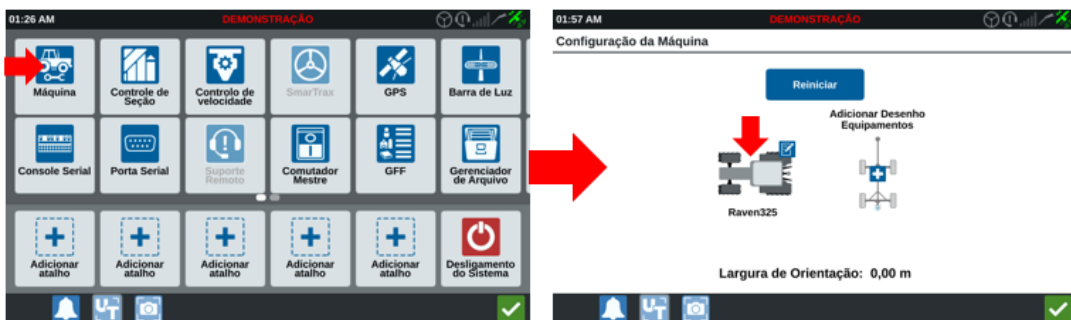 01:26 AM
DEMONSTRAÇÃO
Máquina
Controle de
Seção
Controlo de
velocidade
SmarTrax
GPS
Barra de Luz
Console Serial
Porta Serial
Suporte
Remoto
Comutador
Mestre
GFF
Gerenciador
de Arquivo
Adicionar
atalho
Adicionar
atalho
Adicionar
atalho
Adicionar
atalho
Adicionar
atalho
Desligamento
do Sistema
UT
01:57 AM
DEMONSTRAÇÃO
Configuração da Máquina
Reiniciar
Adicionar Desenho
Equipamentos
Raven325
Largura de Orientação: 0,00 m
UT